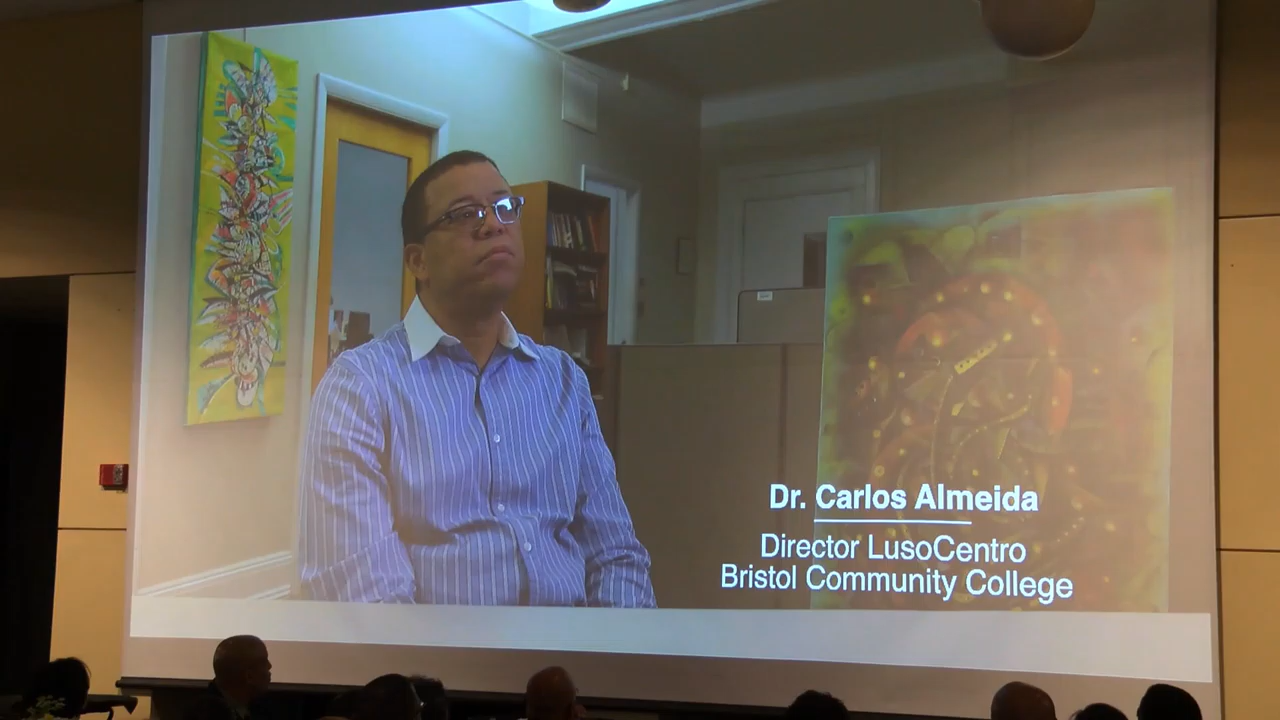 Dr. Carlos Almeida
Director LusoCentro
Bristol Community College